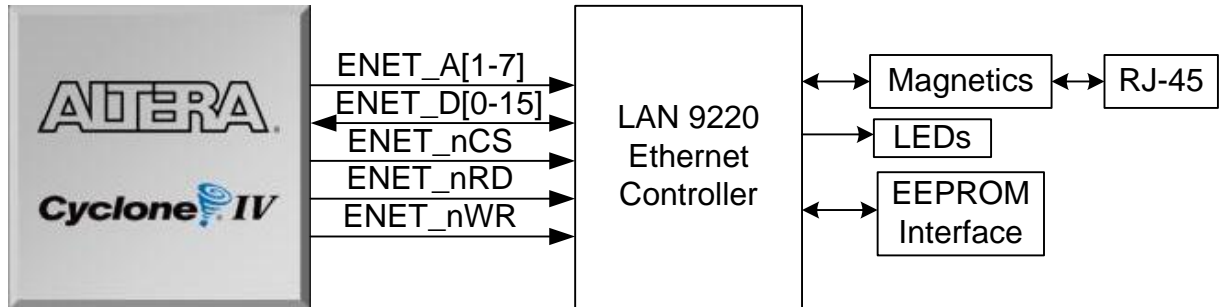 ALTERA.
Cyclone IV
ENET_A[1-7]
ENET_D[0-15]
ENET_nCS
ENET_nRD
ENET_nWR
LAN 9220
Ethernet
Controller
Magnetics
RJ-45
LEDs
EEPROM
Interface